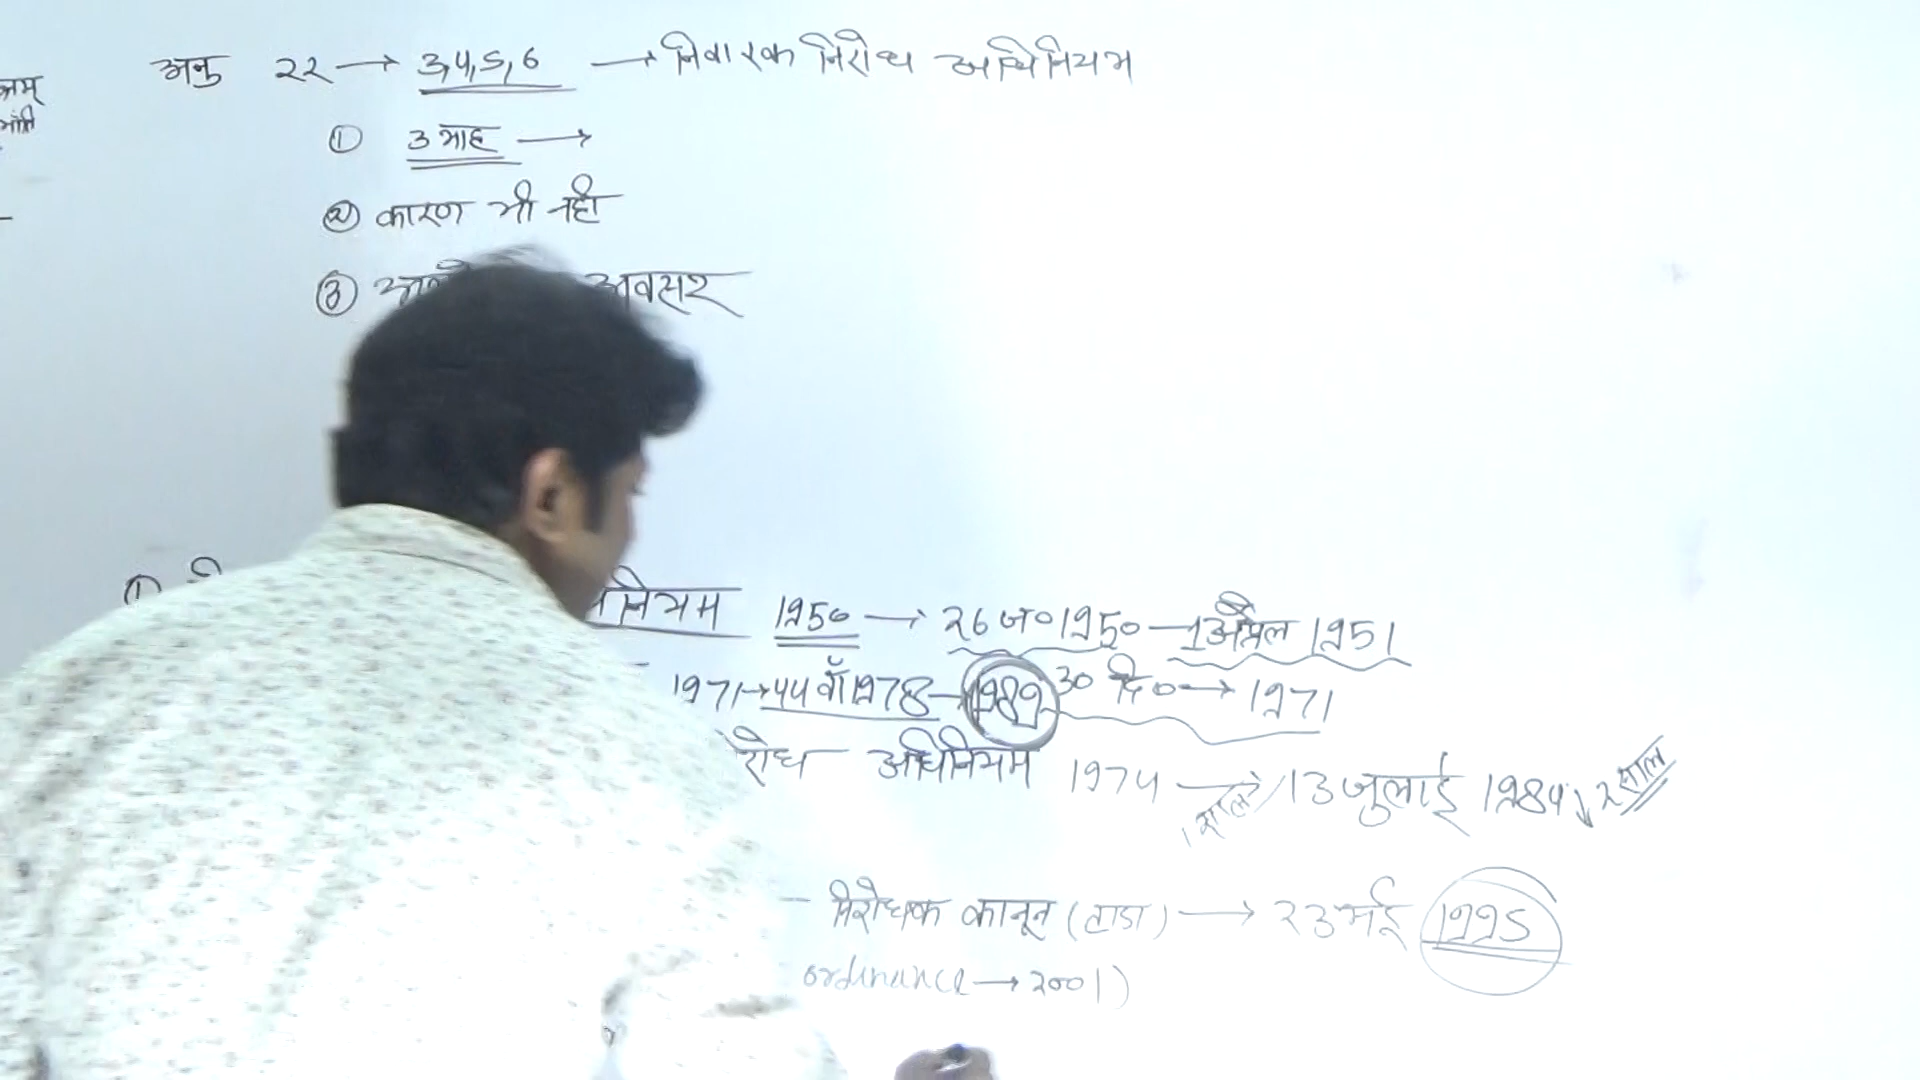 अनु २२ → 3,4,5,6 → निवारक निरोध अधिनियम
① 3 माह →
② कारण भी नही
③ अवसर
① नियम 1950 → 26 ज० 1950 - 1 अप्रैल 1951
1971 → 44 वाँ 1978 - 1989 30 दि० → 1971
रोध अधिनियम 1974 → 13 जुलाई 1984 ↓ 2 साल
1 साल
- निरोधक कानून (टाडा) → 23 मई 1995
ordinance → 2001)